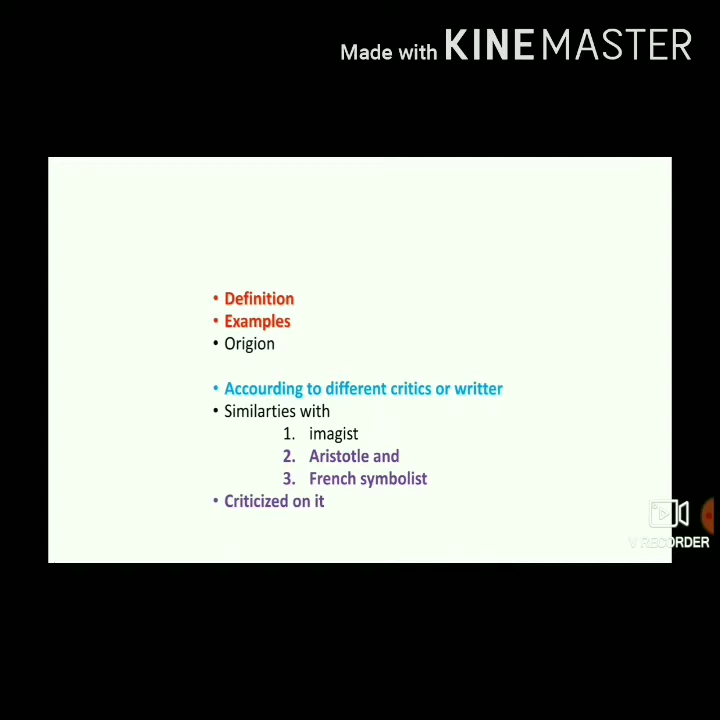 Made with KINEMASTER
• Definition
• Examples
• Origion
• Accourding to different critics or writter
• Similarties with
1. imagist
2. Aristotle and
3. French symbolist
• Criticized on it
V RECORDER